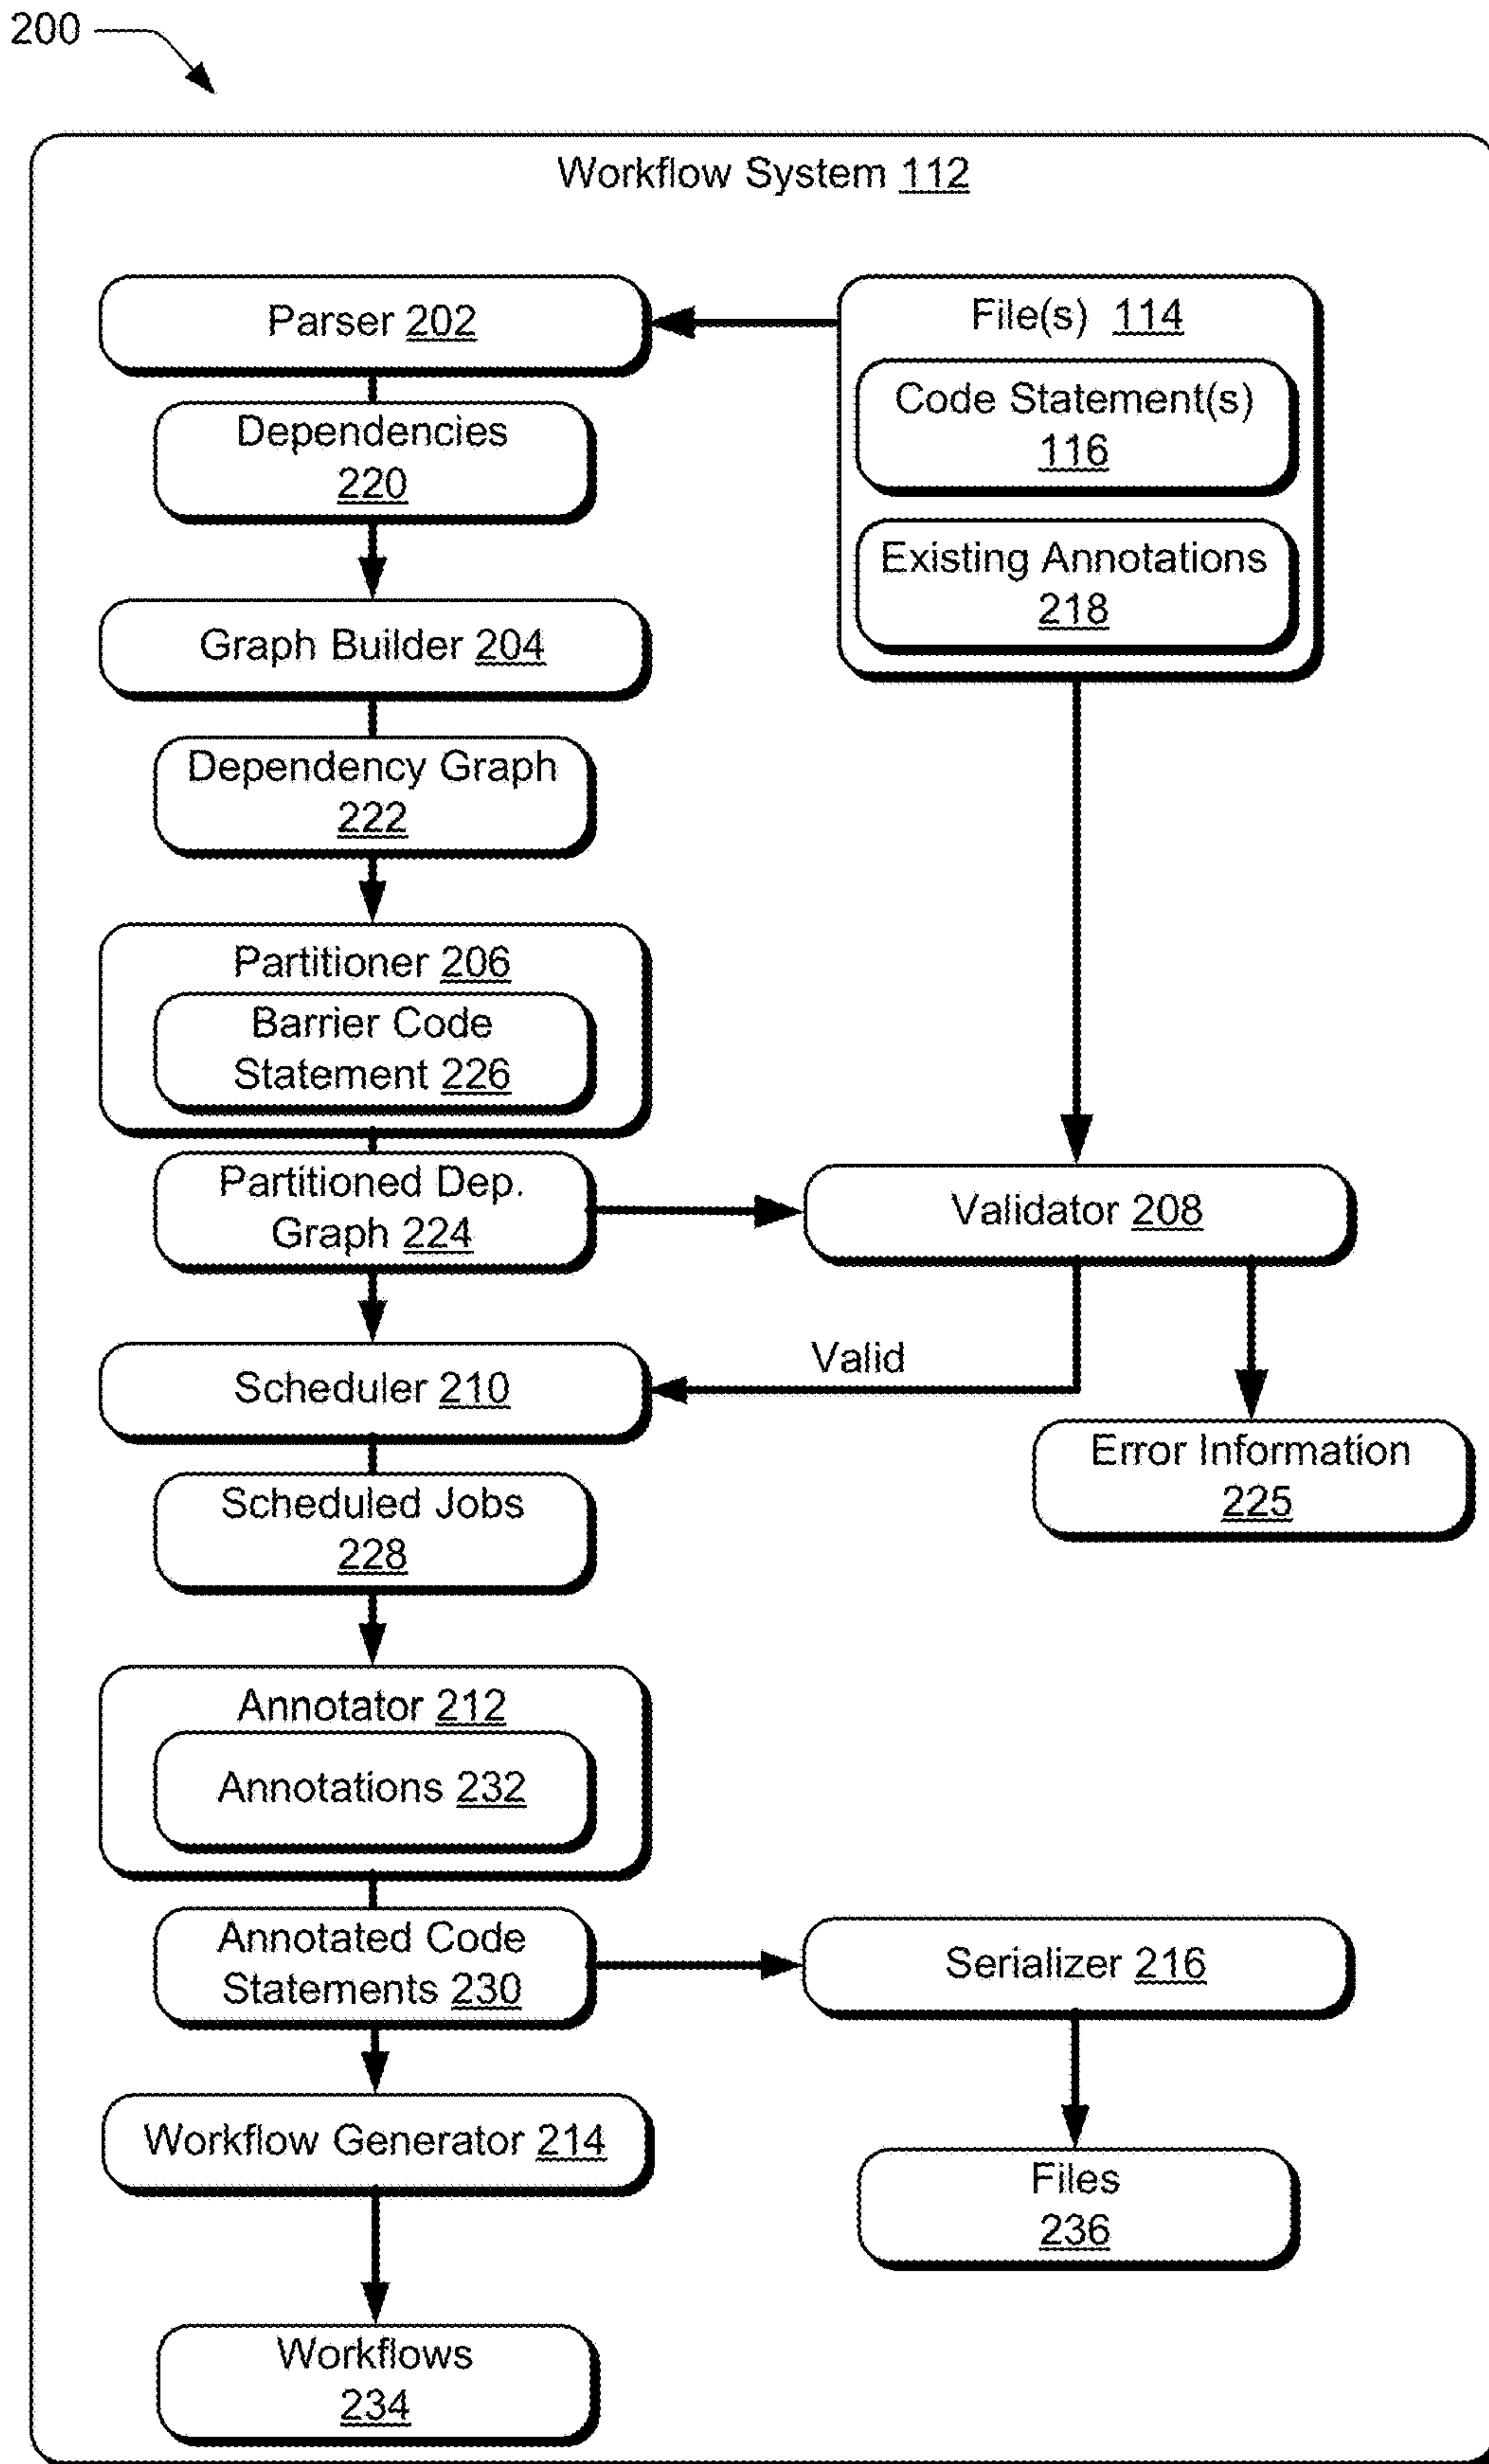 200
Workflow System 112
Parser 202
File(s) 114
Code Statement(s)
116
Existing Annotations
218
Dependencies
220
Graph Builder 204
Dependency Graph
222
Partitioner 206
Barrier Code
Statement 226
Partitioned Dep.
Graph 224
Validator 208
Valid
Scheduler 210
Error Information
225
Scheduled Jobs
228
Annotator 212
Annotations 232
Annotated Code
Statements 230
Serializer 216
Workflow Generator 214
Files
236
Workflows
234